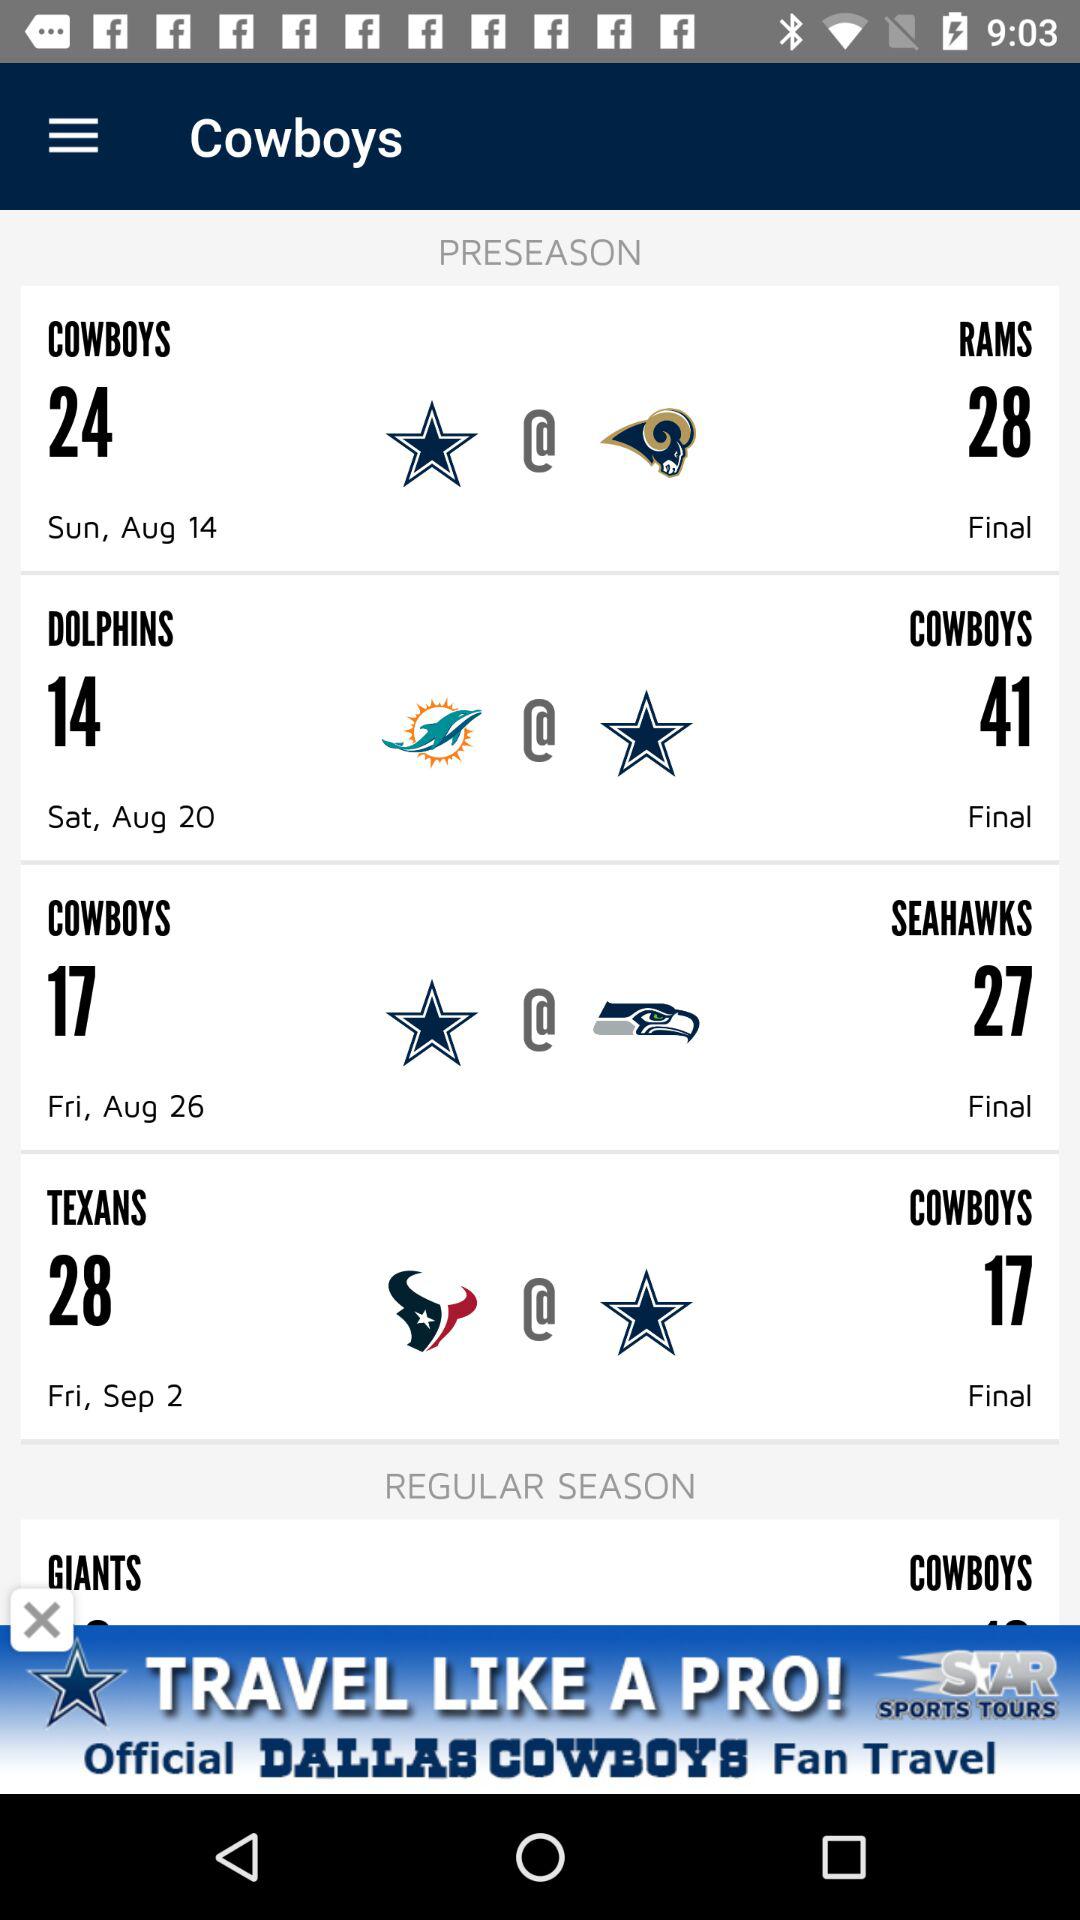 9:03
Cowboys
PRESEASON
COWBOYS RAMS
24 @ 28
Sun, Aug 14 Final
DOLPHINS COWBOYS
14 @ 41
Sat, Aug 20 Final
COWBOYS SEAHAWKS
17 @ 27
Fri, Aug 26 Final
TEXANS COWBOYS
28 @ 17
Fri, Sep 2 Final
REGULAR SEASON
GIANTS COWBOYS
TRAVEL LIKE A PRO! STAR
SPORTS TOURS
Official DALLAS COWBOYS Fan Travel